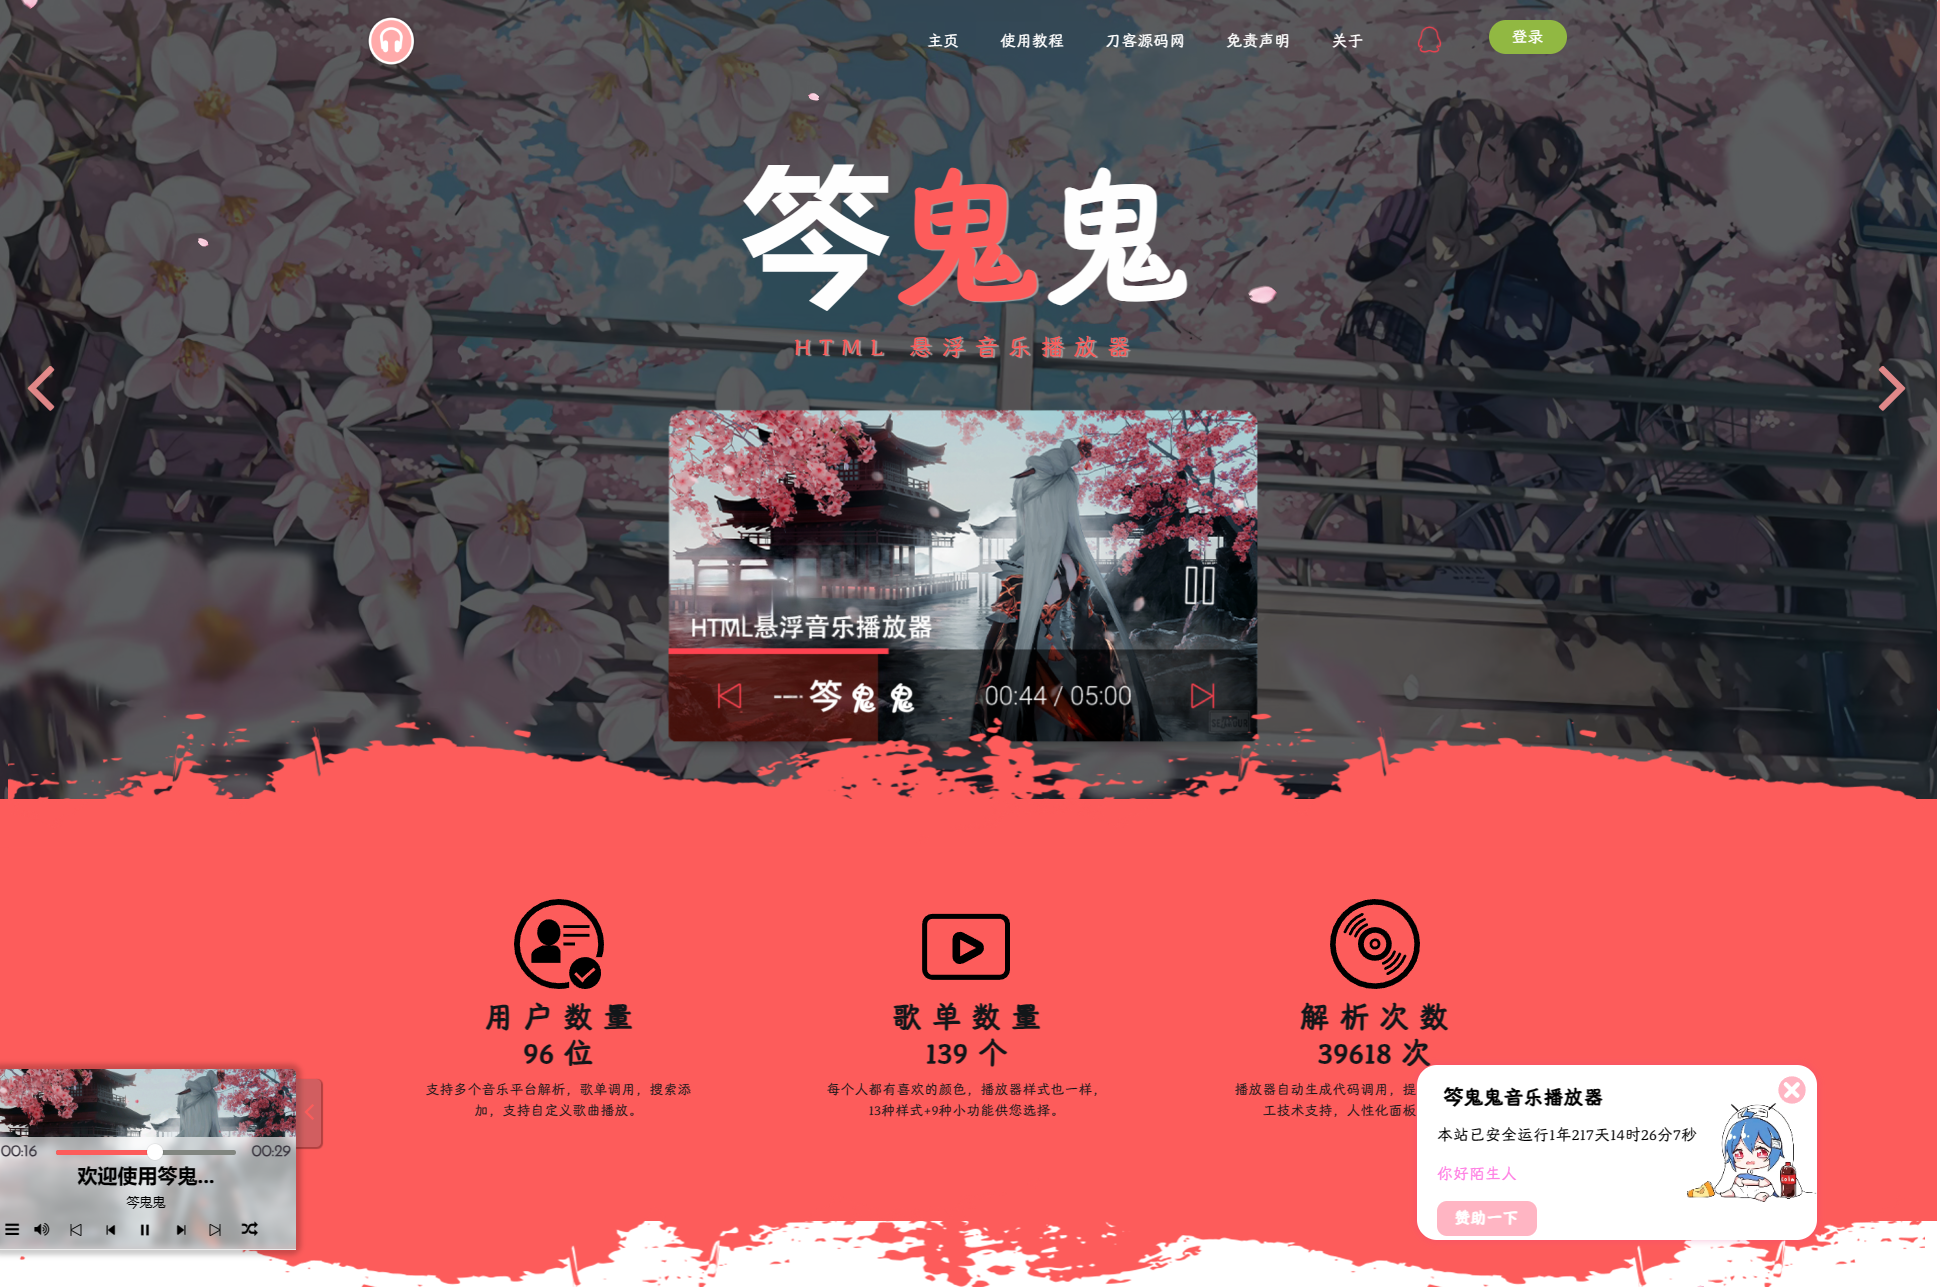 主页 使用教程 刀客源码网 免责声明 关于 登录
笒鬼鬼
HTML 悬浮音乐播放器
HTML悬浮音乐播放器
---- 笒鬼鬼 00:44 / 05:00
用户数量
96 位
支持多个音乐平台解析，歌单调用，搜索添
加，支持自定义歌曲播放。
歌单数量
139 个
每个人都有喜欢的颜色，播放器样式也一样，
13种样式+9种小功能供您选择。
解析次数
39618 次
播放器自动生成代码调用，提
工技术支持，人性化面板
00:16 00:29
欢迎使用笒鬼...
笒鬼鬼
笒鬼鬼音乐播放器
本站已安全运行1年217天14时26分7秒
你好陌生人
赞助一下